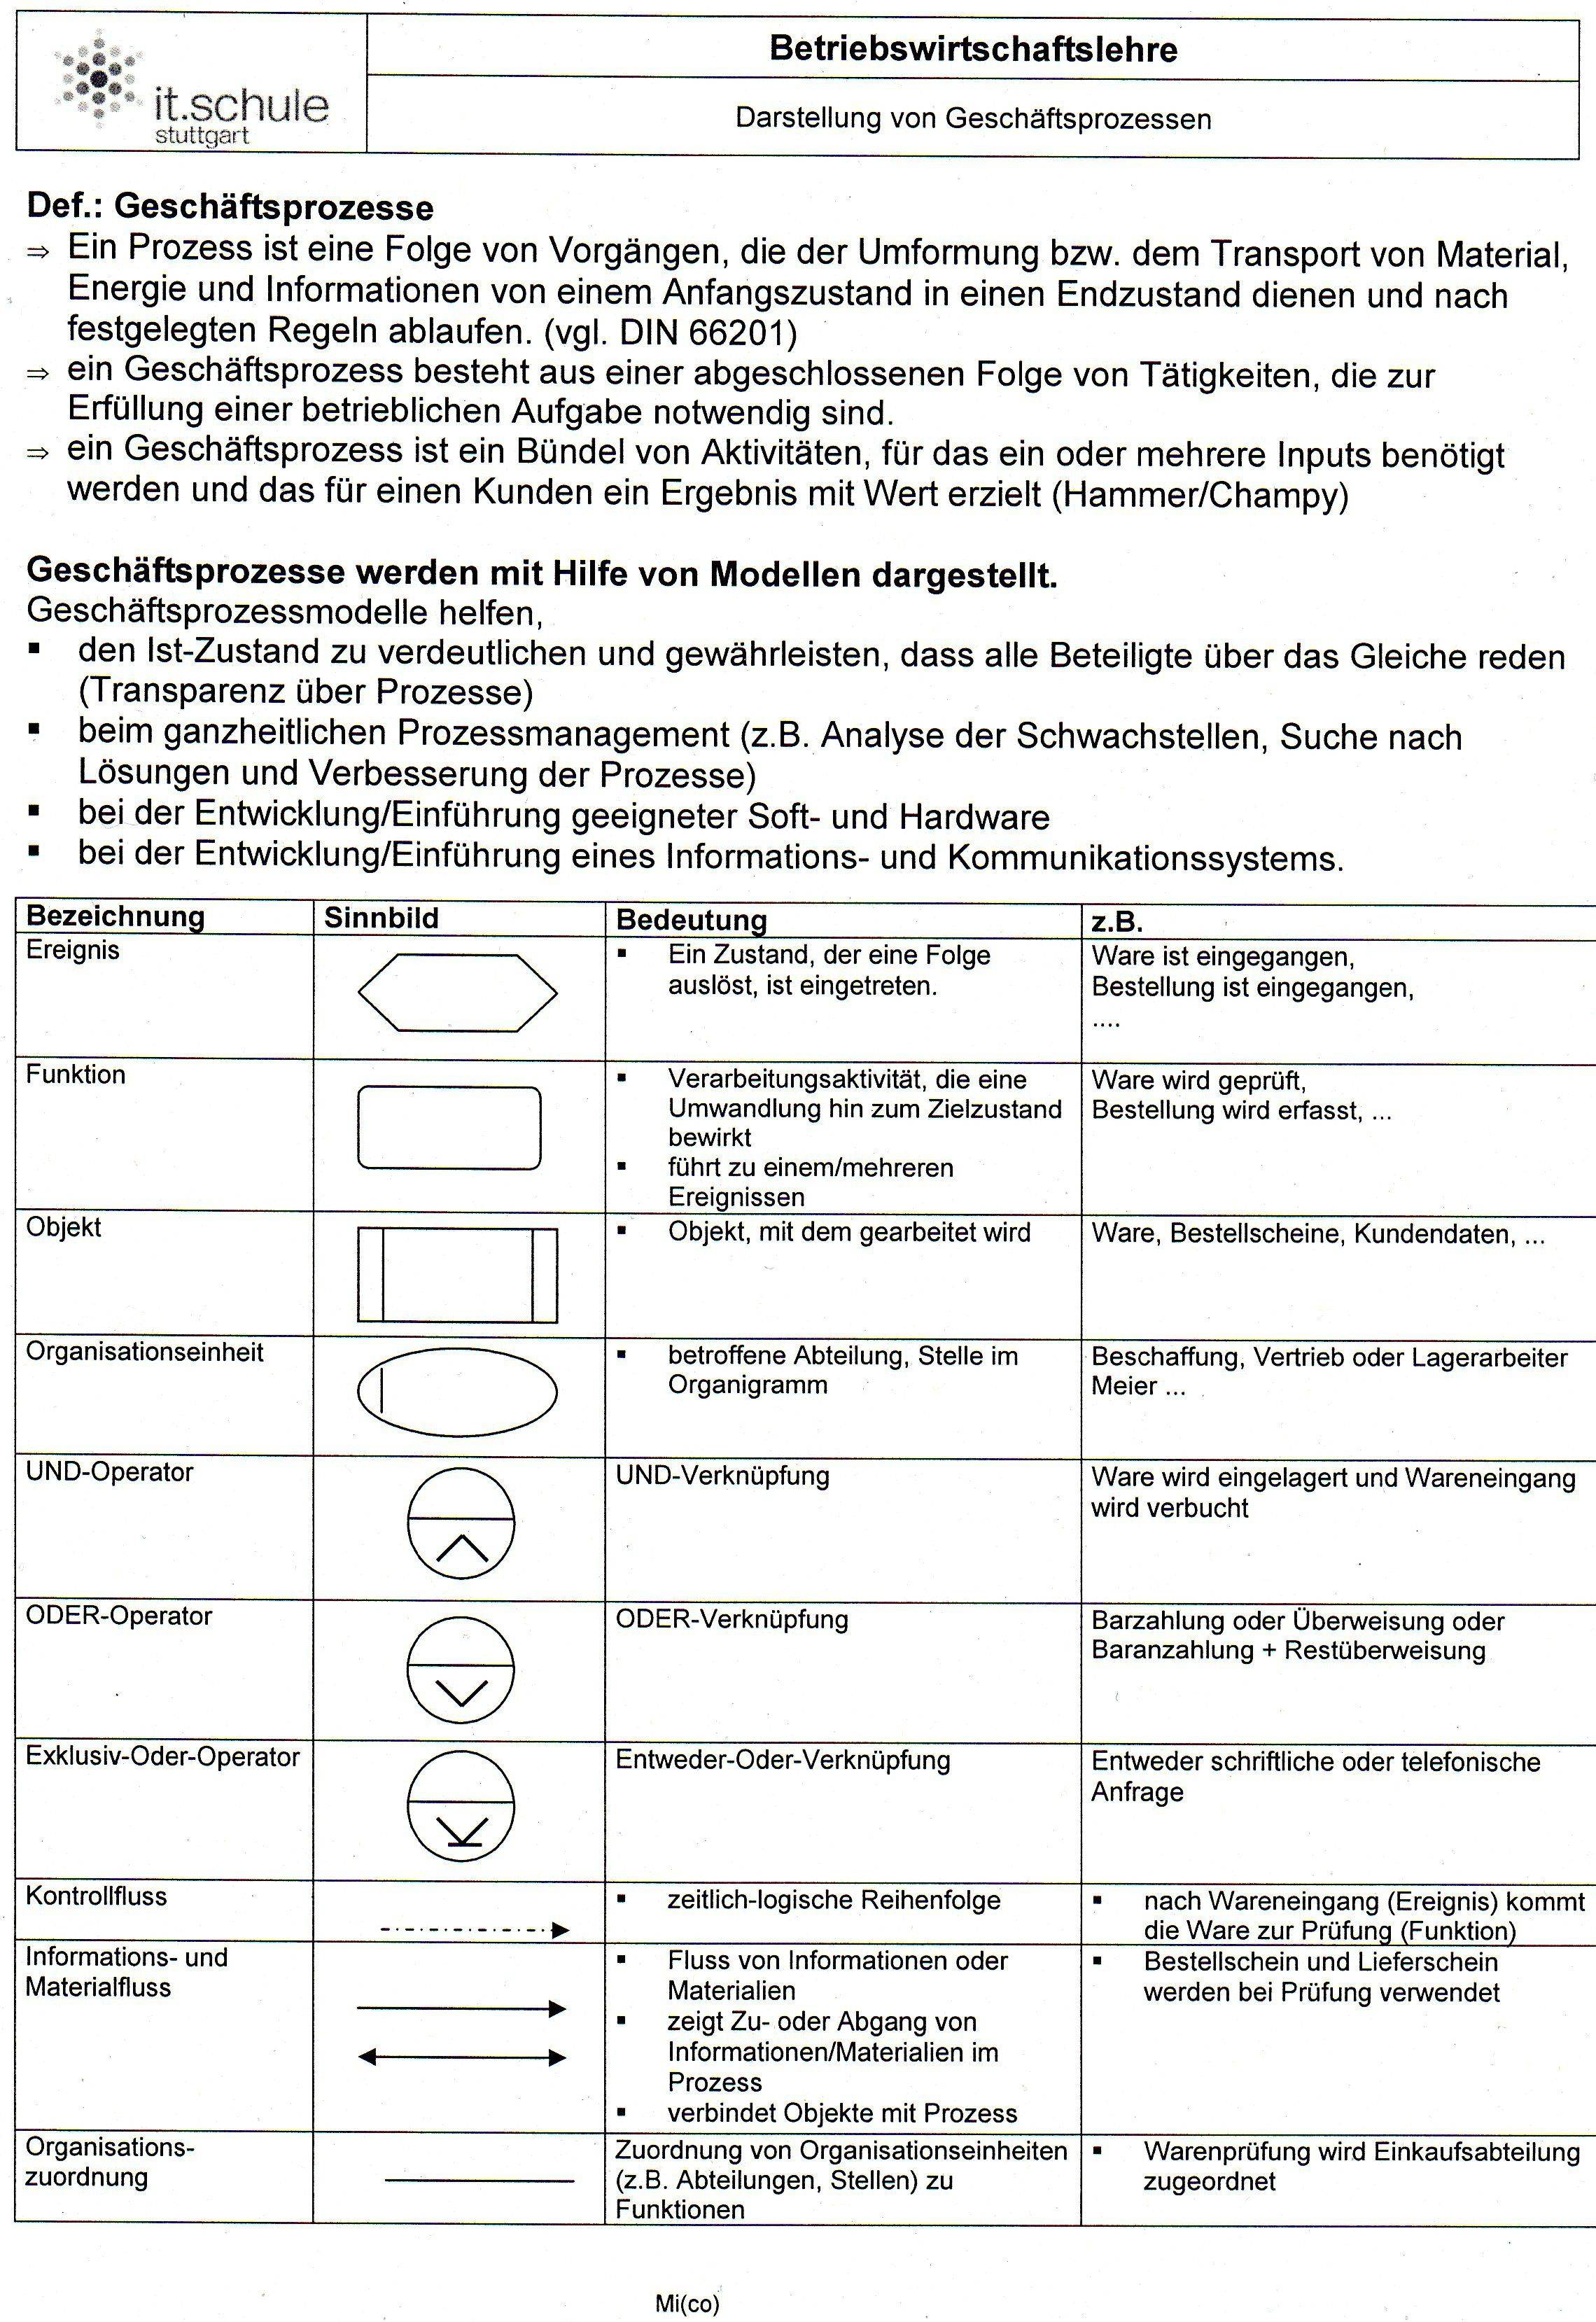 it.schule
stuttgart
Betriebswirtschaftslehre
Darstellung von Geschäftsprozessen
Def.: Geschäftsprozesse
⇒ Ein Prozess ist eine Folge von Vorgängen, die der Umformung bzw. dem Transport von Material,
Energie und Informationen von einem Anfangszustand in einen Endzustand dienen und nach
festgelegten Regeln ablaufen. (vgl. DIN 66201)
⇒ ein Geschäftsprozess besteht aus einer abgeschlossenen Folge von Tätigkeiten, die zur
Erfüllung einer betrieblichen Aufgabe notwendig sind.
⇒ ein Geschäftsprozess ist ein Bündel von Aktivitäten, für das ein oder mehrere Inputs benötigt
werden und das für einen Kunden ein Ergebnis mit Wert erzielt (Hammer/Champy)
Geschäftsprozesse werden mit Hilfe von Modellen dargestellt.
Geschäftsprozessmodelle helfen,
▪ den Ist-Zustand zu verdeutlichen und gewährleisten, dass alle Beteiligte über das Gleiche reden
(Transparenz über Prozesse)
▪ beim ganzheitlichen Prozessmanagement (z.B. Analyse der Schwachstellen, Suche nach
Lösungen und Verbesserung der Prozesse)
▪ bei der Entwicklung/Einführung geeigneter Soft- und Hardware
▪ bei der Entwicklung/Einführung eines Informations- und Kommunikationssystems.
Bezeichnung
Sinnbild
Bedeutung
z.B.
Ereignis
▪ Ein Zustand, der eine Folge
auslöst, ist eingetreten.
Ware ist eingegangen,
Bestellung ist eingegangen,
....
Funktion
▪ Verarbeitungsaktivität, die eine
Umwandlung hin zum Zielzustand
bewirkt
▪ führt zu einem/mehreren
Ereignissen
Ware wird geprüft,
Bestellung wird erfasst, ...
Objekt
▪ Objekt, mit dem gearbeitet wird
Ware, Bestellscheine, Kundendaten, ...
Organisationseinheit
▪ betroffene Abteilung, Stelle im
Organigramm
Beschaffung, Vertrieb oder Lagerarbeiter
Meier ...
UND-Operator
UND-Verknüpfung
Ware wird eingelagert und Wareneingang
wird verbucht
ODER-Operator
ODER-Verknüpfung
Barzahlung oder Überweisung oder
Baranzahlung + Restüberweisung
Exklusiv-Oder-Operator
Entweder-Oder-Verknüpfung
Entweder schriftliche oder telefonische
Anfrage
Kontrollfluss
▪ zeitlich-logische Reihenfolge
▪ nach Wareneingang (Ereignis) kommt
die Ware zur Prüfung (Funktion)
Informations- und
Materialfluss
▪ Fluss von Informationen oder
Materialien
▪ zeigt Zu- oder Abgang von
Informationen/Materialien im
Prozess
▪ verbindet Objekte mit Prozess
▪ Bestellschein und Lieferschein
werden bei Prüfung verwendet
Organisations-
zuordnung
Zuordnung von Organisationseinheiten
(z.B. Abteilungen, Stellen) zu
Funktionen
▪ Warenprüfung wird Einkaufsabteilung
zugeordnet
Mi(co)